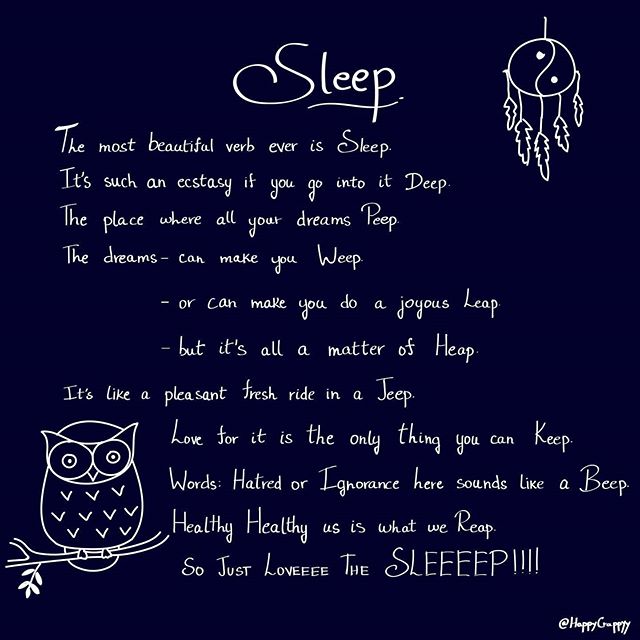 Sleep.
The most beautiful verb ever is Sleep.
It's such an ecstasy if you go into it Deep.
The place where all your dreams Peep.
The dreams - can make you Weep.
- or can make you do a joyous Leap.
- but it's all a matter of Heap.
It's like a pleasant fresh ride in a Jeep.
Love for it is the only thing you can Keep.
Words: Hatred or Ignorance here sounds like a Beep.
Healthy Healthy us is what we Reap.
So Just Loveeee The SLEEEEP!!!!